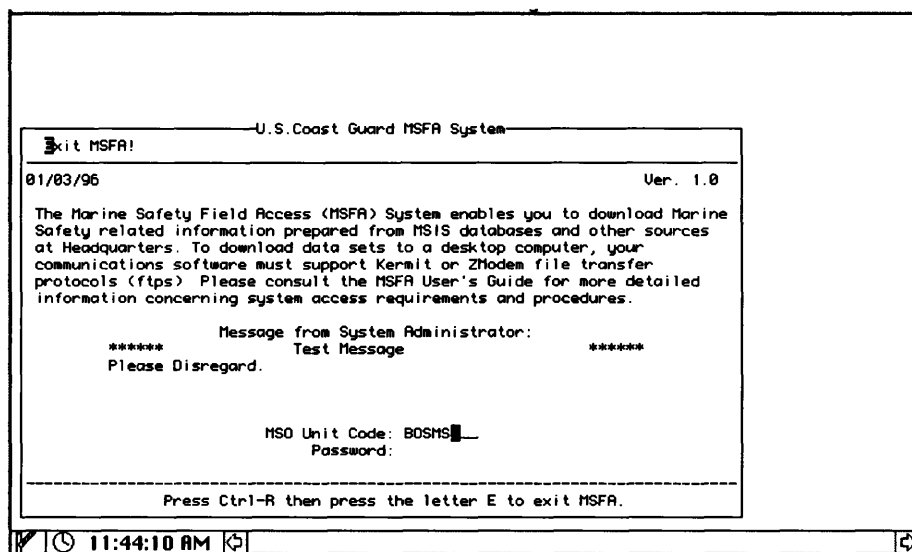 U.S.Coast Guard MSFA System
Exit MSFA!
01/03/96 Ver. 1.0
The Marine Safety Field Access (MSFA) System enables you to download Marine
Safety related information prepared from MSIS databases and other sources
at Headquarters. To download data sets to a desktop computer, your
communications software must support Kermit or ZModem file transfer
protocols (ftps) Please consult the MSFA User's Guide for more detailed
information concerning system access requirements and procedures.
Message from System Administrator:
****** Test Message ******
Please Disregard.
MSO Unit Code: BOSMS
Password:
Press Ctrl-R then press the letter E to exit MSFA.
11:44:10 AM